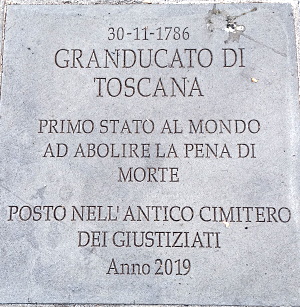 30-11-1786
GRANDUCATO DI
TOSCANA
PRIMO STATO AL MONDO
AD ABOLIRE LA PENA DI
MORTE
POSTO NELL'ANTICO CIMITERO
DEI GIUSTIZIATI
Anno 2019